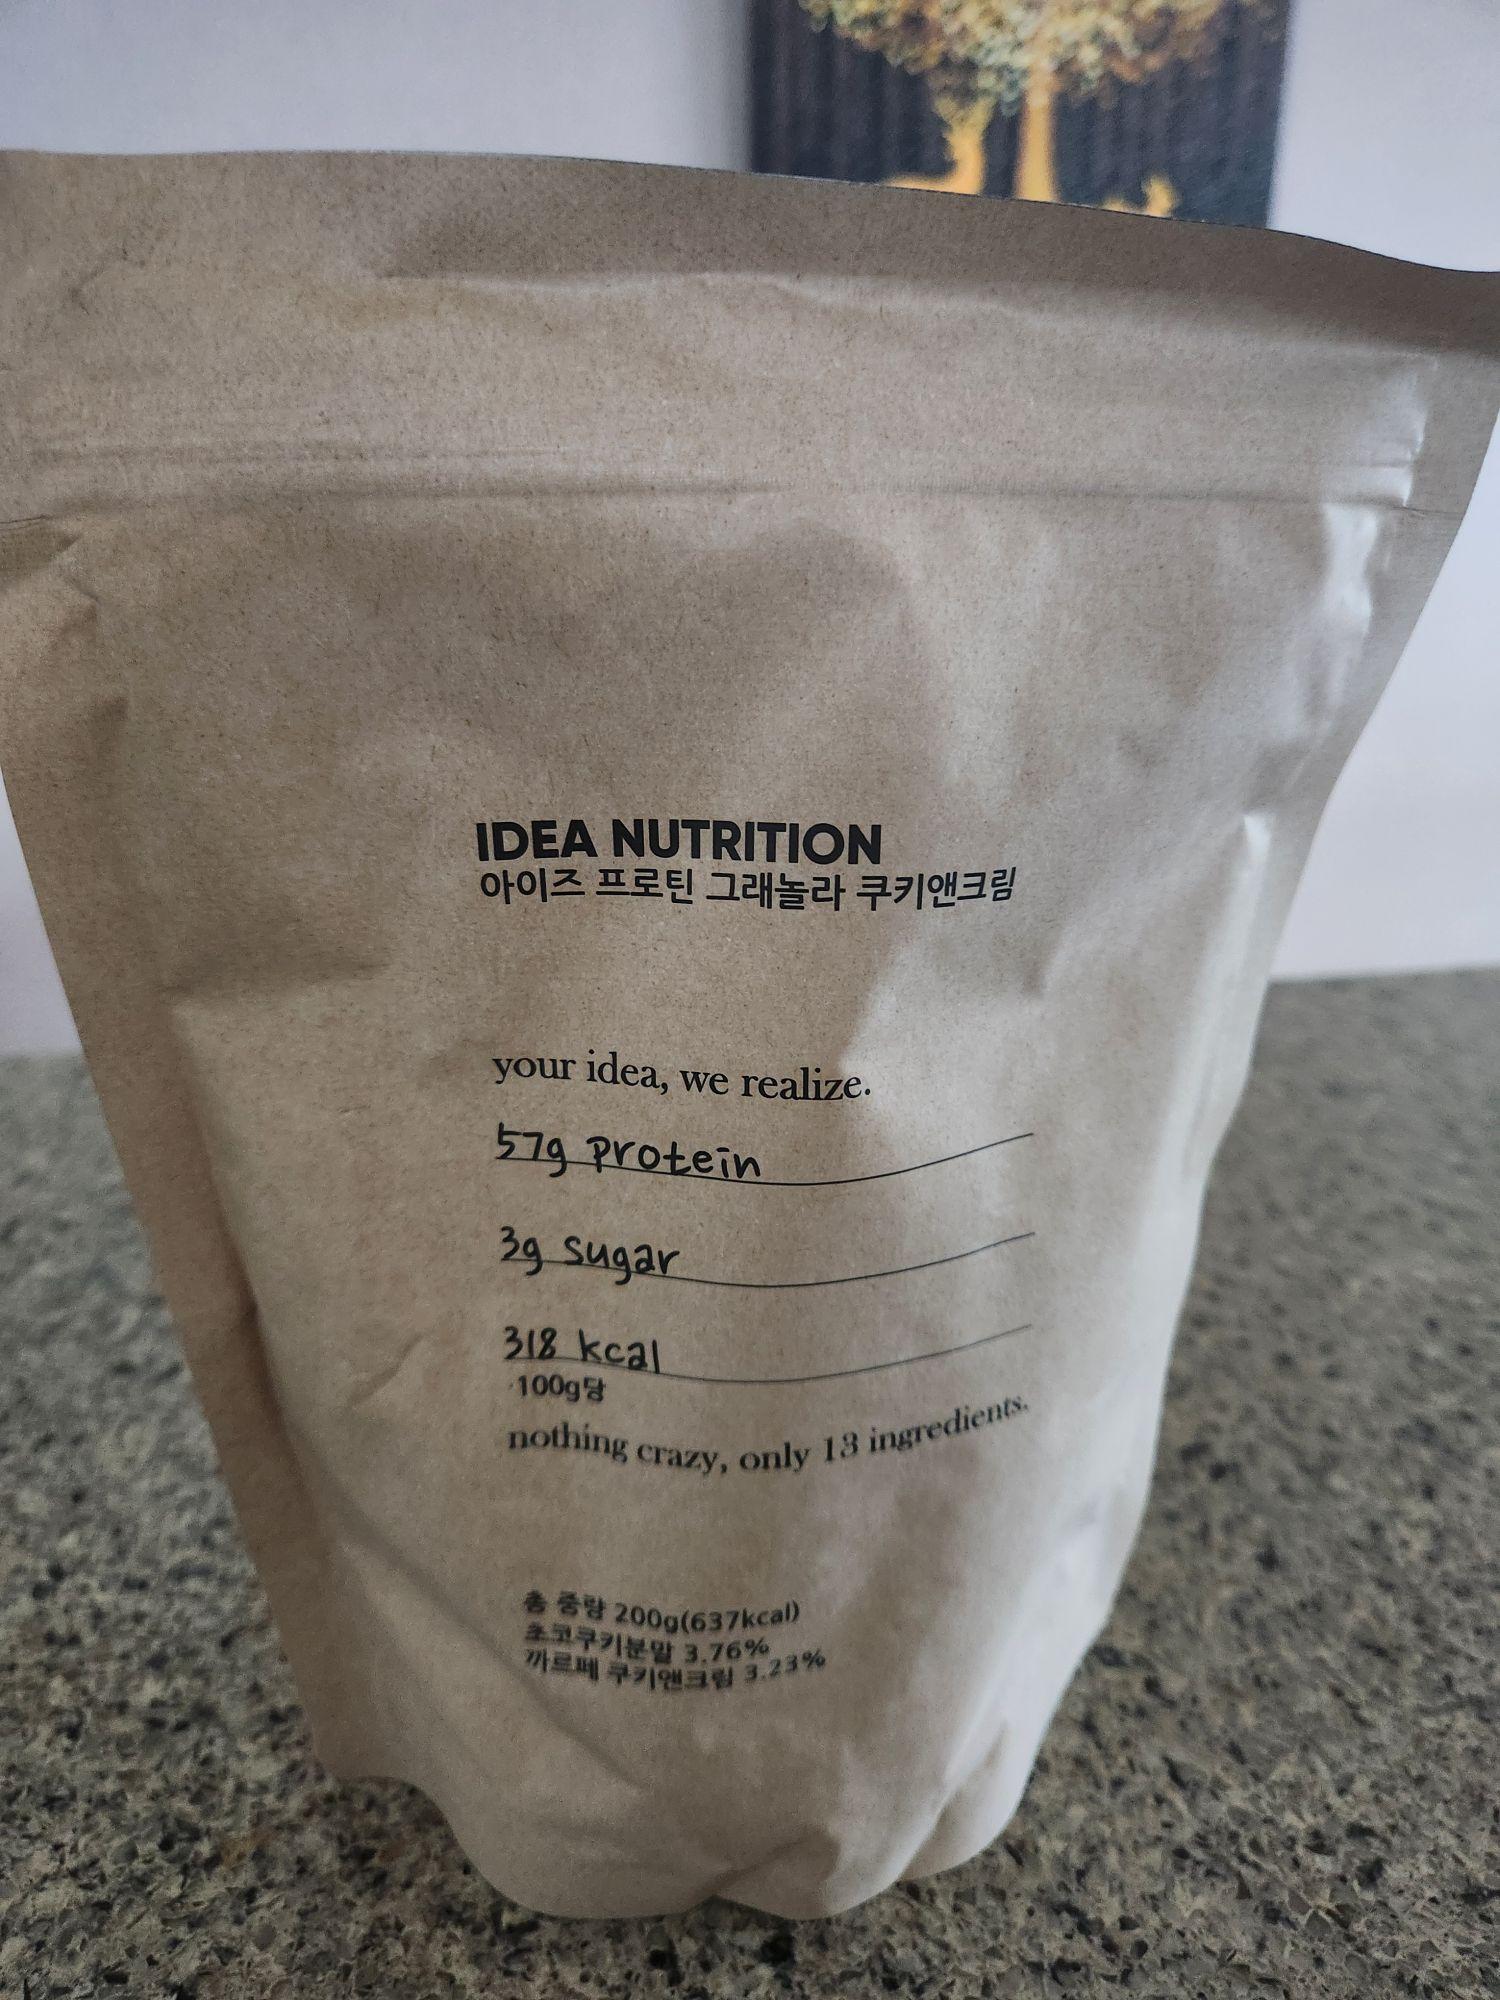 IDEA NUTRITION
아이즈 프로틴 그래놀라 쿠키앤크림
your idea, we realize.
57g protein
3g sugar
318 kcal
100g당
nothing crazy, only 13 ingredients.
총 중량 200g(637kcal)
초코쿠키분말 3.76%
까르페 쿠키앤크림 3.23%